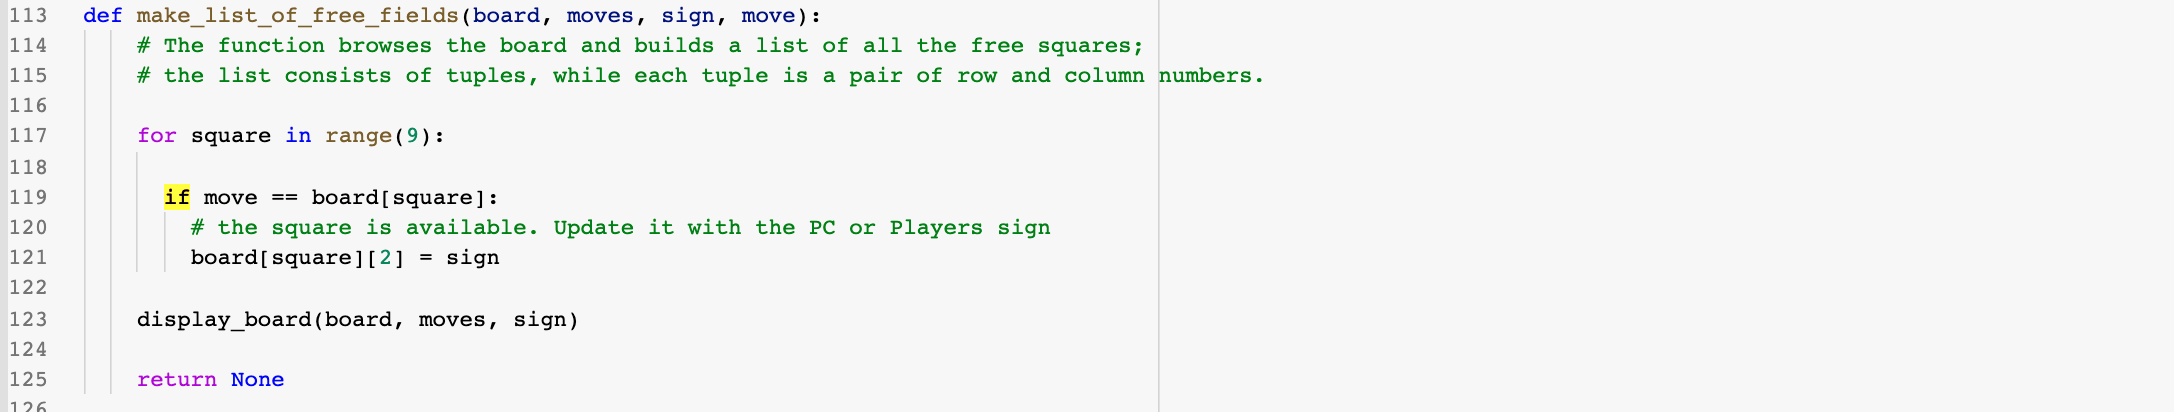 113 def make_list_of_free_fields(board, moves, sign, move):
114 # The function browses the board and builds a list of all the free squares;
115 # the list consists of tuples, while each tuple is a pair of row and column numbers.
116
117 for square in range(9):
118
119 if move == board[square]:
120 # the square is available. Update it with the PC or Players sign
121 board[square][2] = sign
122
123 display_board(board, moves, sign)
124
125 return None
126